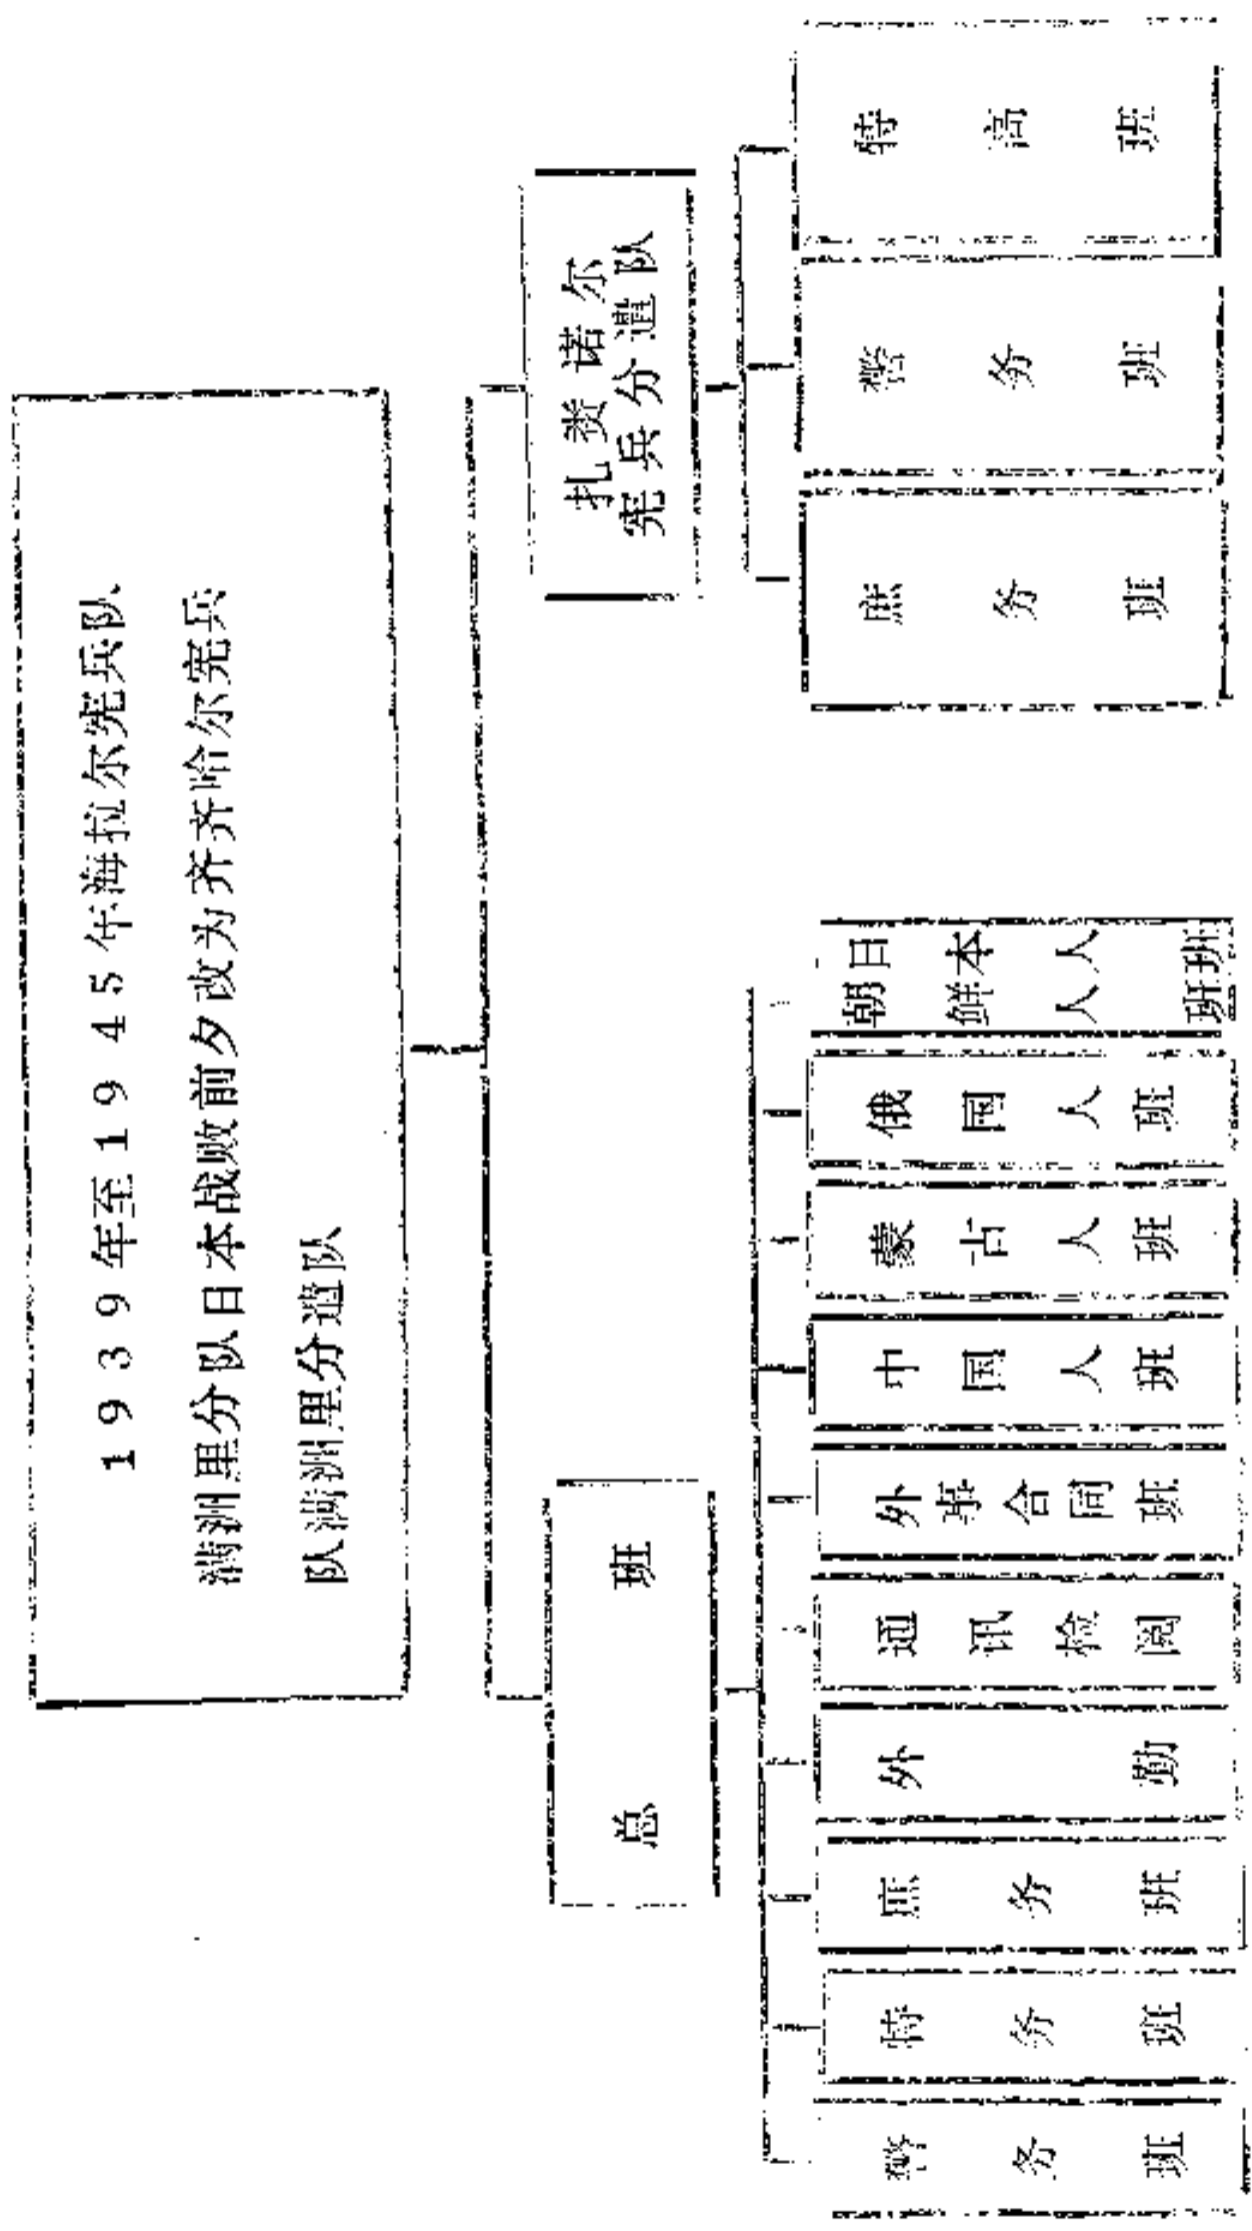 1939年至1945年海拉尔宪兵队
满洲里分队日本战败前夕改为齐齐哈尔宪兵
队满洲里分遣队
总班
扎赉诺尔
宪兵分遣队
警务班
特务班
庶务班
外勤
通讯检阅
外事合同班
中国人班
蒙古人班
俄国人班
朝鲜人班
日本人班
庶务班
警务班
特高班